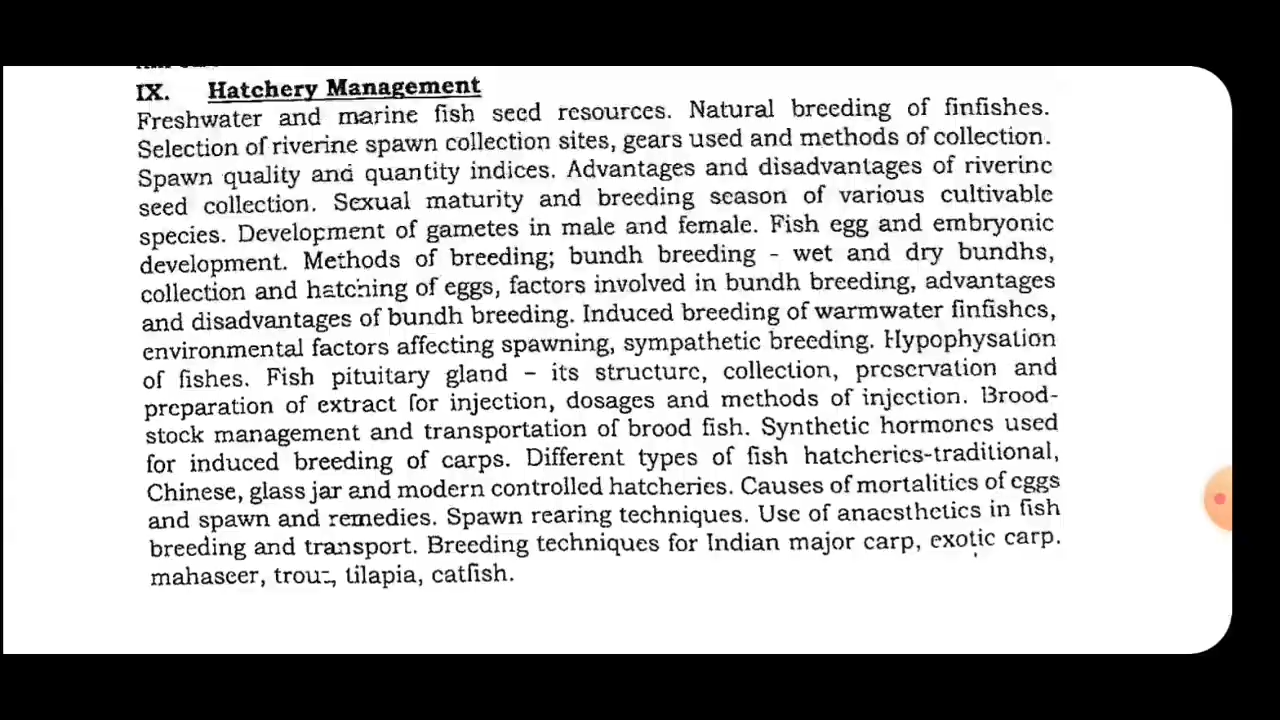 IX. Hatchery Management
Freshwater and marine fish seed resources. Natural breeding of finfishes.
Selection of riverine spawn collection sites, gears used and methods of collection.
Spawn quality and quantity indices. Advantages and disadvantages of riverine
seed collection. Sexual maturity and breeding season of various cultivable
species. Development of gametes in male and female. Fish egg and embryonic
development. Methods of breeding; bundh breeding - wet and dry bundhs,
collection and hatching of eggs, factors involved in bundh breeding, advantages
and disadvantages of bundh breeding. Induced breeding of warmwater finfishes,
environmental factors affecting spawning, sympathetic breeding. Hypophysation
of fishes. Fish pituitary gland – its structure, collection, preservation and
preparation of extract for injection, dosages and methods of injection. Brood-
stock management and transportation of brood fish. Synthetic hormones used
for induced breeding of carps. Different types of fish hatcheries-traditional,
Chinese, glass jar and modern controlled hatcheries. Causes of mortalities of eggs
and spawn and remedies. Spawn rearing techniques. Use of anaesthetics in fish
breeding and transport. Breeding techniques for Indian major carp, exotic carp.
mahaseer, trout, tilapia, catfish.